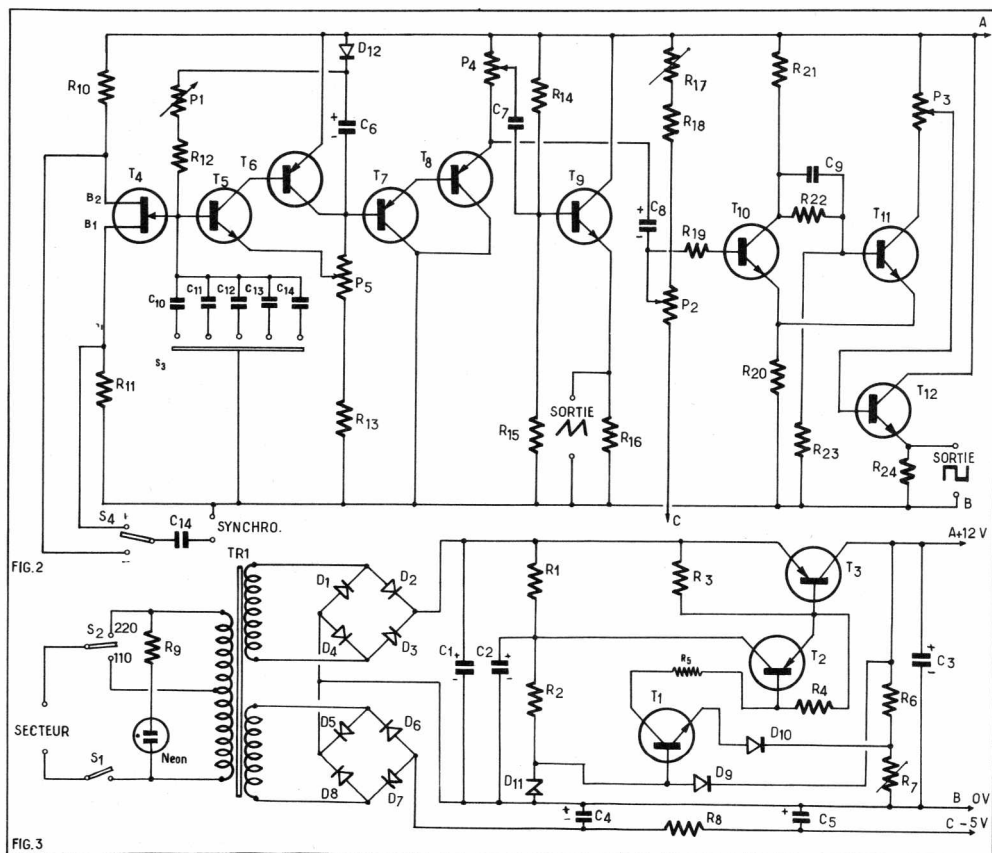 A
R10
P1
D12
P4
R14
R17
R21
P3
C7
C6
R18
R12
T6
T8
C9
T4
T5
T7
T9
R22
B2
T10
T11
B1
C8
R19
C10
C11
C12
C13
C14
P5
P2
S3
R11
R20
T12
R13
SORTIE
R15
R16
R23
R24
SORTIE
S4
+
C14
SYNCHRO.
C
B
-
FIG.2
TR1
A+12 V
D1
D2
R1
R3
T3
S2
220
110
R9
D4
D3
C1
+
-
C2
+
-
T2
C3
+
-
R5
R2
T1
R4
R6
SECTEUR
D5
D6
D10
Neon
S1
D8
D7
D11
D9
R7
B 0V
C4
+
-
R8
C5
+
C -5 V
FIG.3